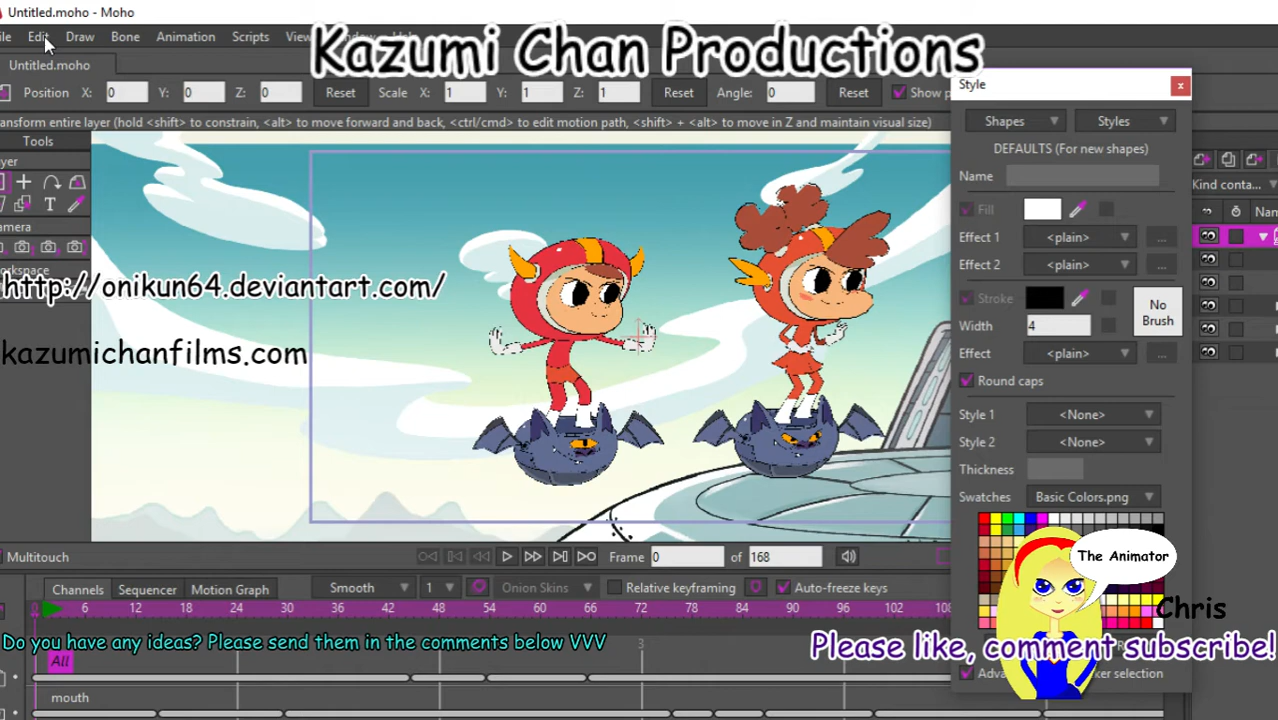 Untitled.moho - Moho
Edit Draw Bone Animation Scripts
Kazumi Chan Productions
Untitled.moho
Position X: 0 Y: 0 Z: 0 Reset Scale X: 1 Y: 1 Z: 1 Reset Angle: 0 Reset
Style
ansform entire layer (hold <shift> to constrain, <alt> to move forward and back, <ctrl/cmd> to edit motion path, <shift> + <alt> to move in Z and maintain visual size)
Tools
ayer
T
amera
http://onikun64.deviantart.com/
kazumichanfilms.com
Shapes Styles
DEFAULTS (For new shapes)
Name
Fill
Effect 1 <plain> ...
Effect 2 <plain> ...
Stroke
Width 4
No
Brush
Effect <plain> ...
Round caps
Style 1 <None>
Style 2 <None>
Thickness
Swatches Basic Colors.png
Kind conta...
Nan
The Animator
Chris
Multitouch
Frame 0 of 168
Channels Sequencer Motion Graph Smooth 1 Onion Skins Relative keyframing Auto-freeze keys
6 12 18 24 30 36 42 48 54 60 66 72 78 84 90 96 102 108
Do you have any ideas? Please send them in the comments below VVV
3
Please like, comment subscribe!
All
mouth